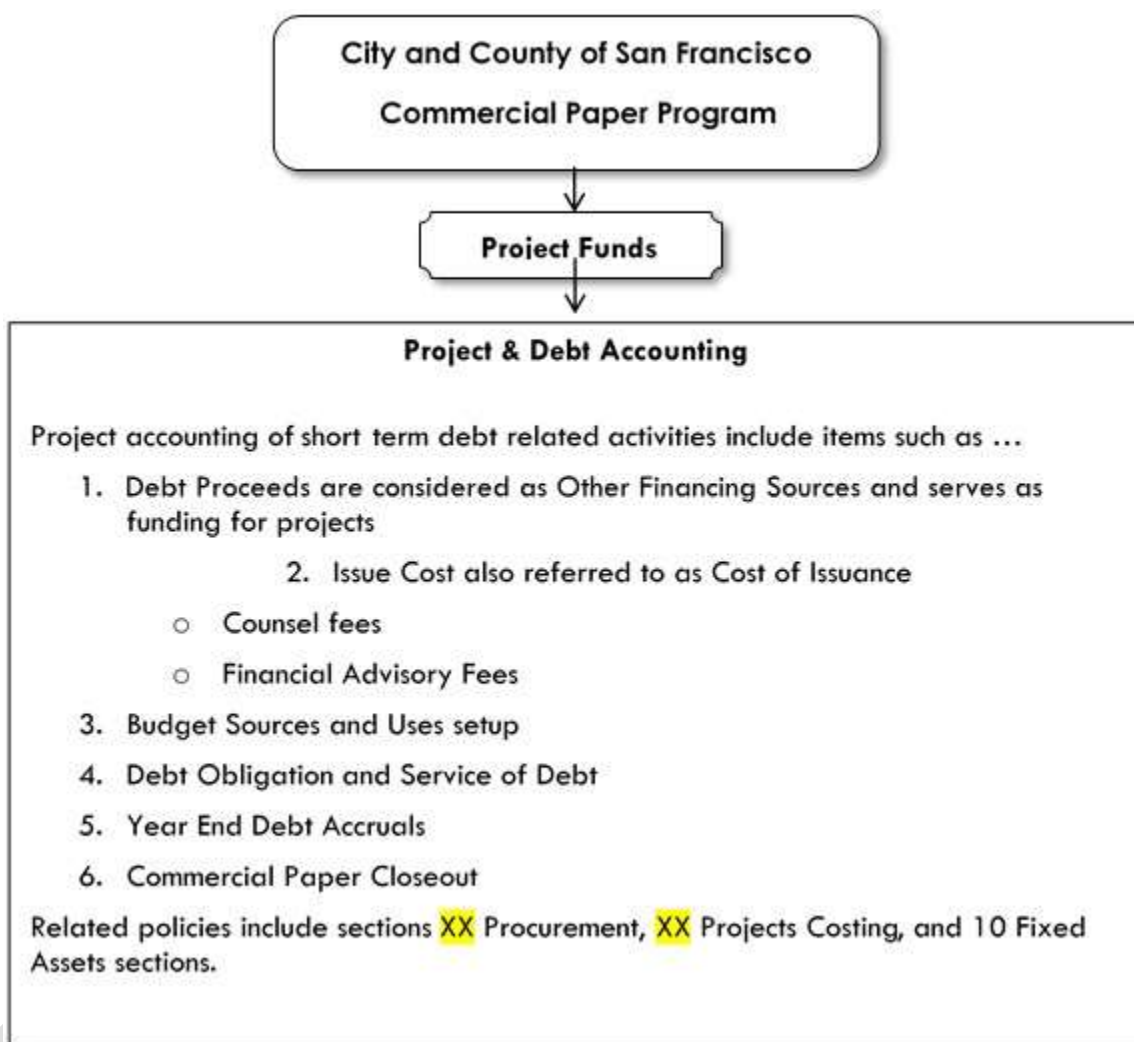 City and County of San Francisco
Commercial Paper Program
Project Funds
Project & Debt Accounting
Project accounting of short term debt related activities include items such as …
1. Debt Proceeds are considered as Other Financing Sources and serves as
funding for projects
2. Issue Cost also referred to as Cost of Issuance
○ Counsel fees
○ Financial Advisory Fees
3. Budget Sources and Uses setup
4. Debt Obligation and Service of Debt
5. Year End Debt Accruals
6. Commercial Paper Closeout
Related policies include sections XX Procurement, XX Projects Costing, and 10 Fixed
Assets sections.